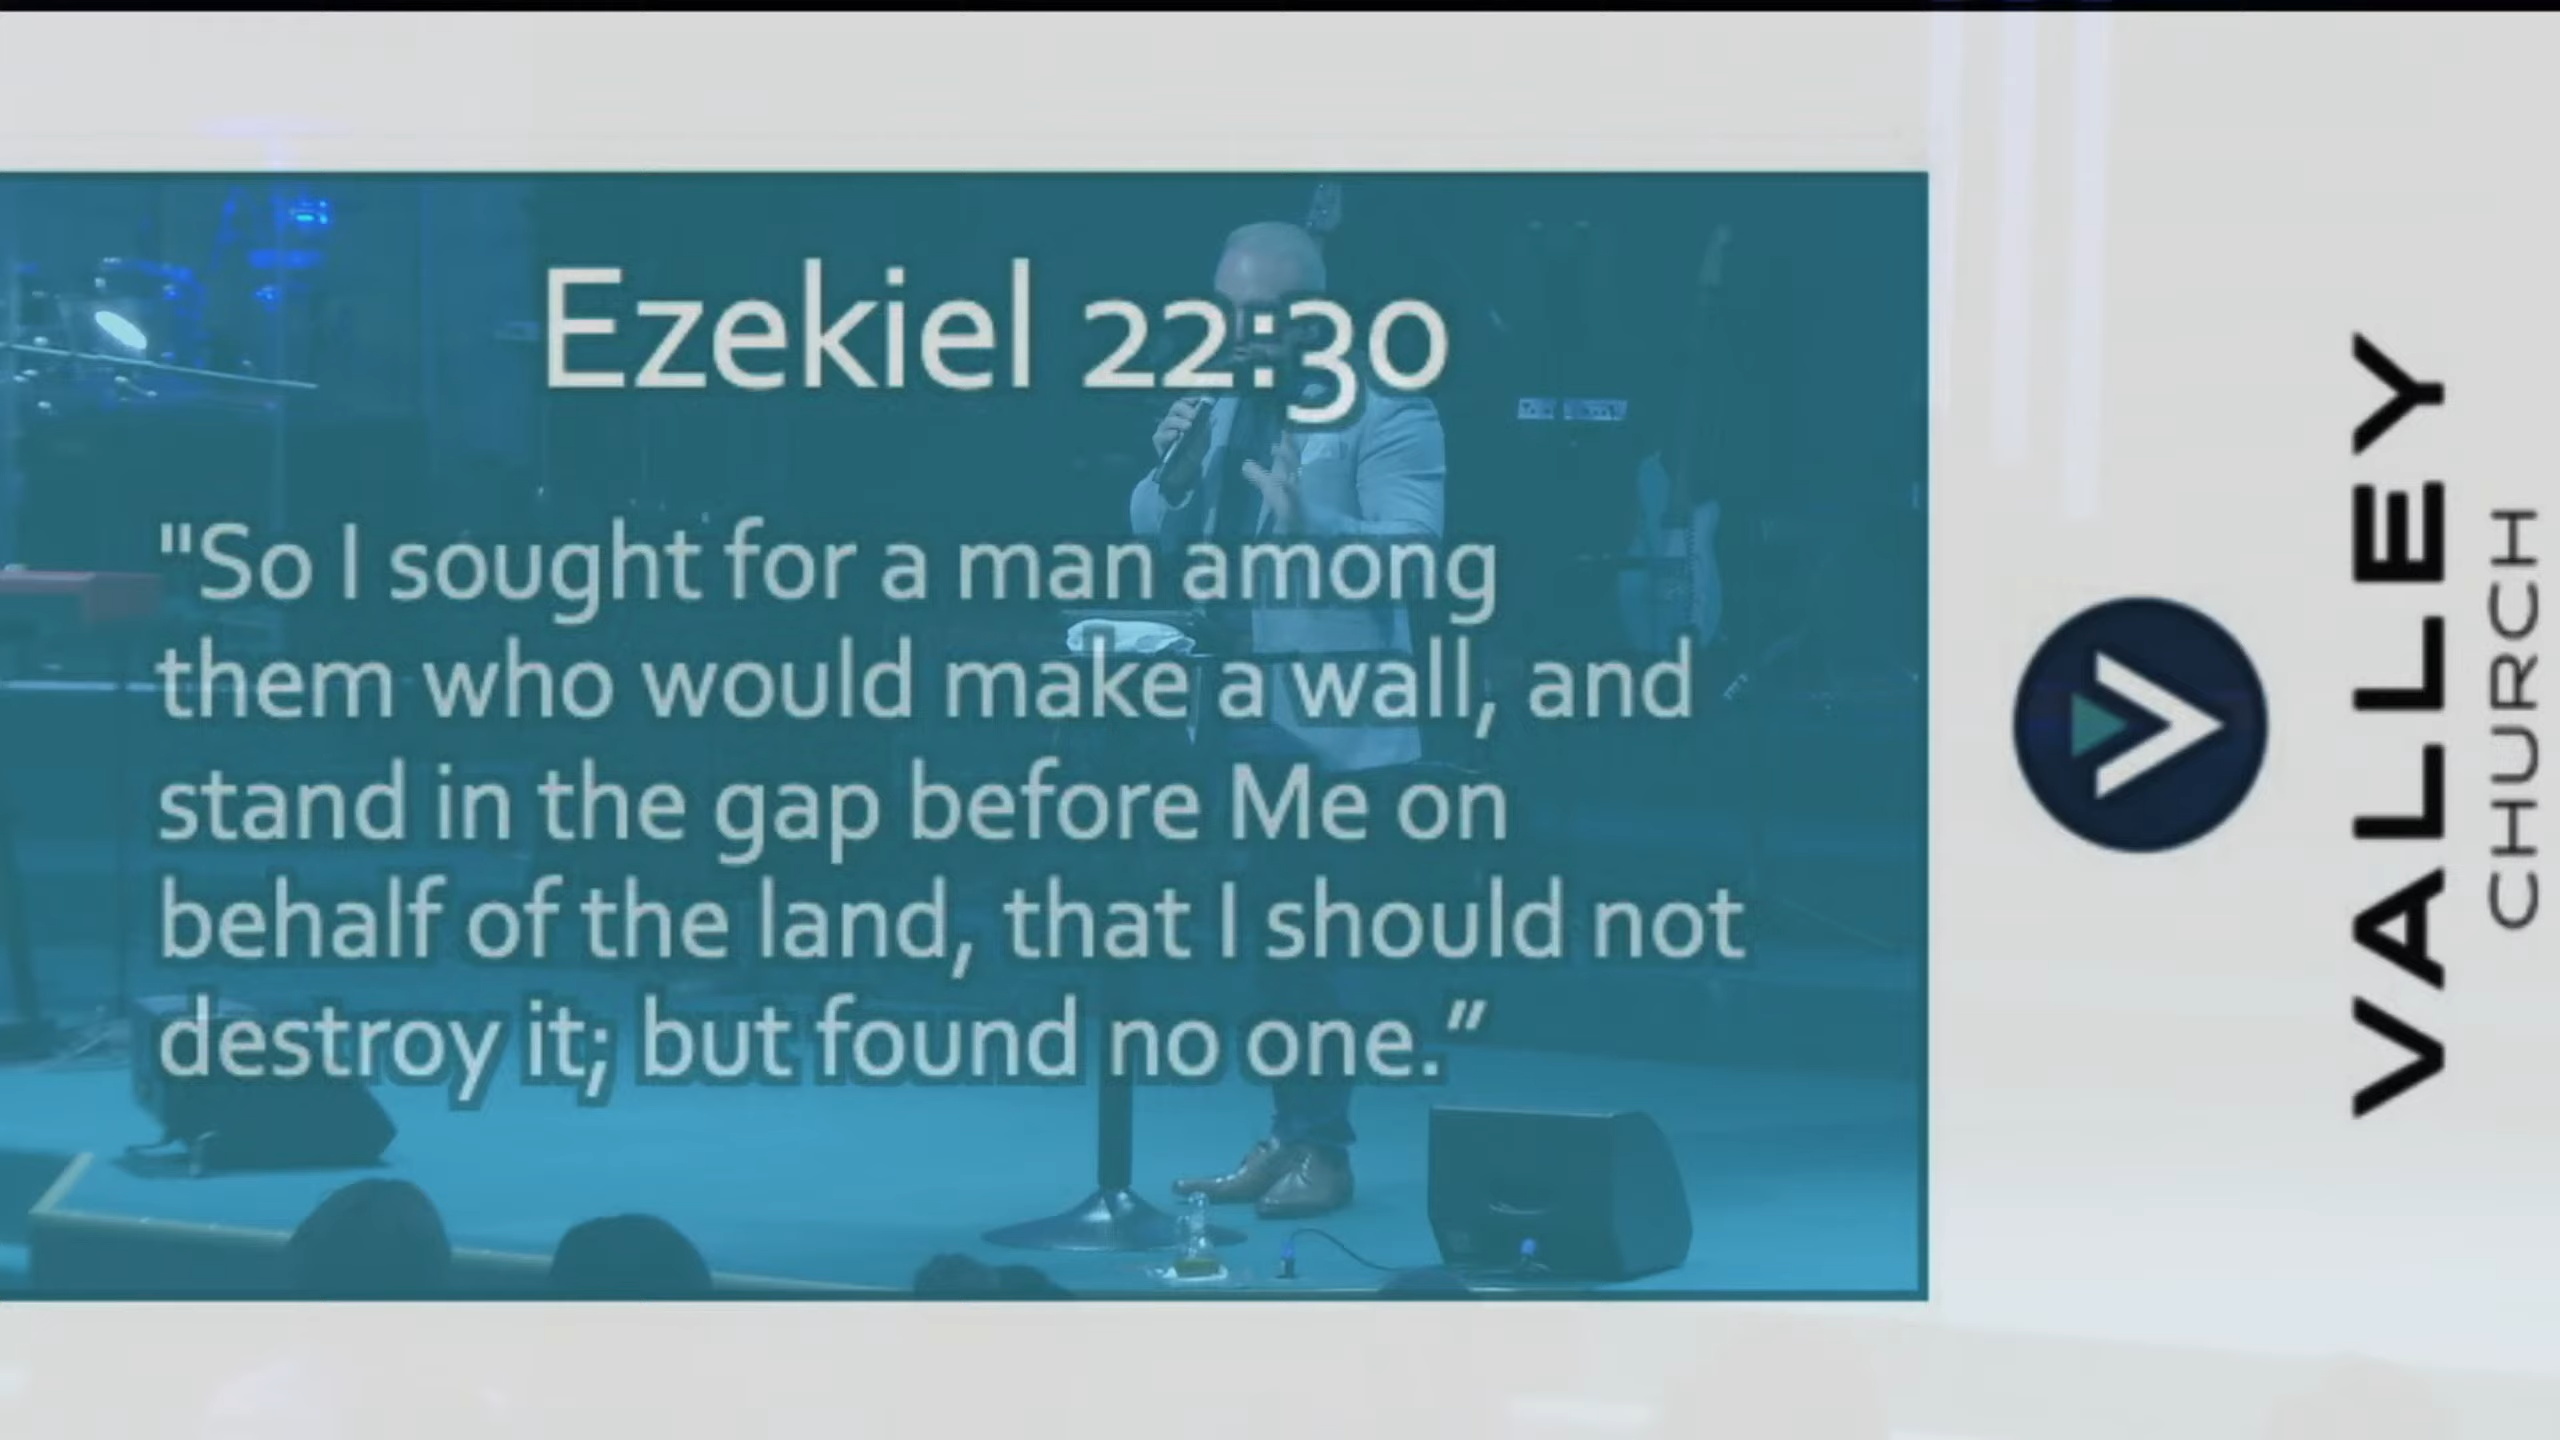 Ezekiel 22:30
"So I sought for a man among
them who would make a wall, and
stand in the gap before Me on
behalf of the land, that I should not
destroy it; but found no one.”
VALLEY
CHURCH